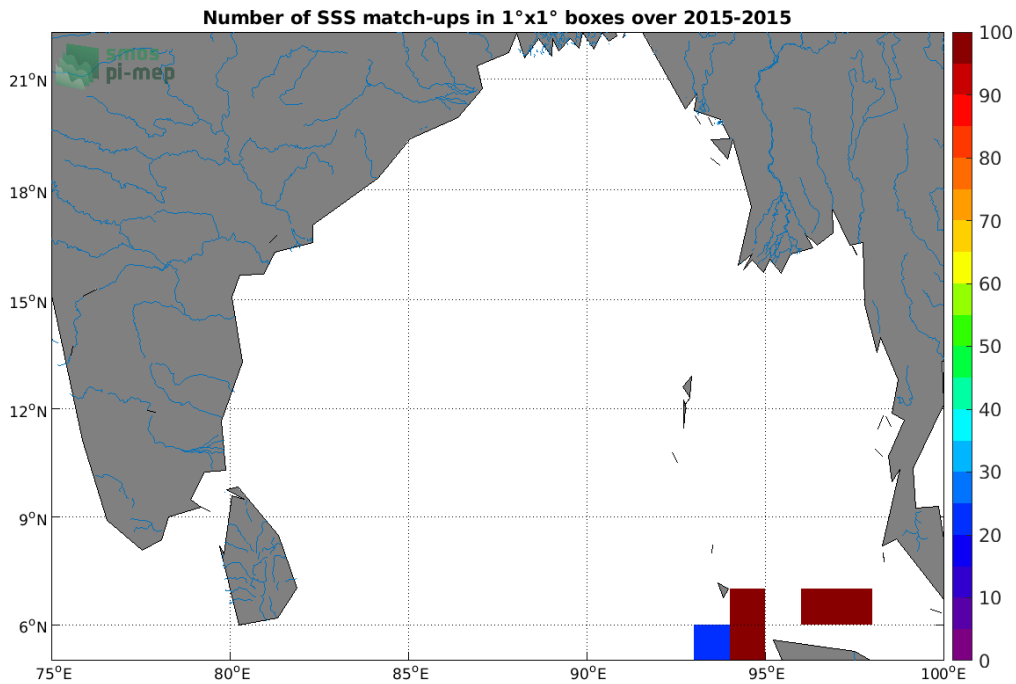 Number of SSS match-ups in 1°x1° boxes over 2015-2015
smos
pi-mep
21°N
18°N
15°N
12°N
9°N
6°N
75°E
80°E
85°E
90°E
95°E
100°E
100
90
80
70
60
50
40
30
20
10
0